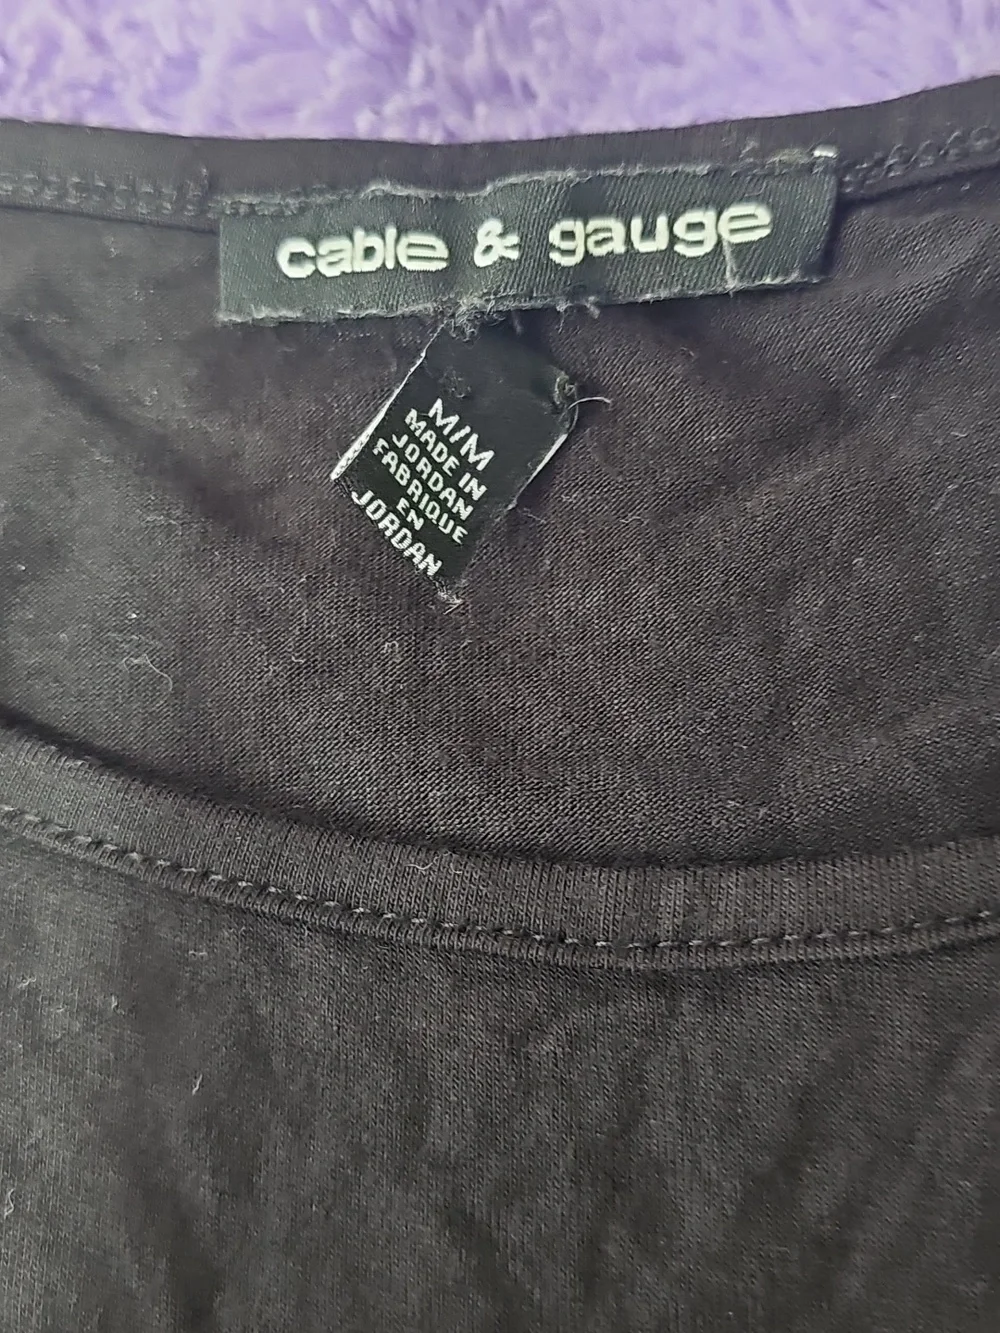 cable & gauge
M/M
MADE IN
JORDAN
FABRIQUE
EN
JORDAN